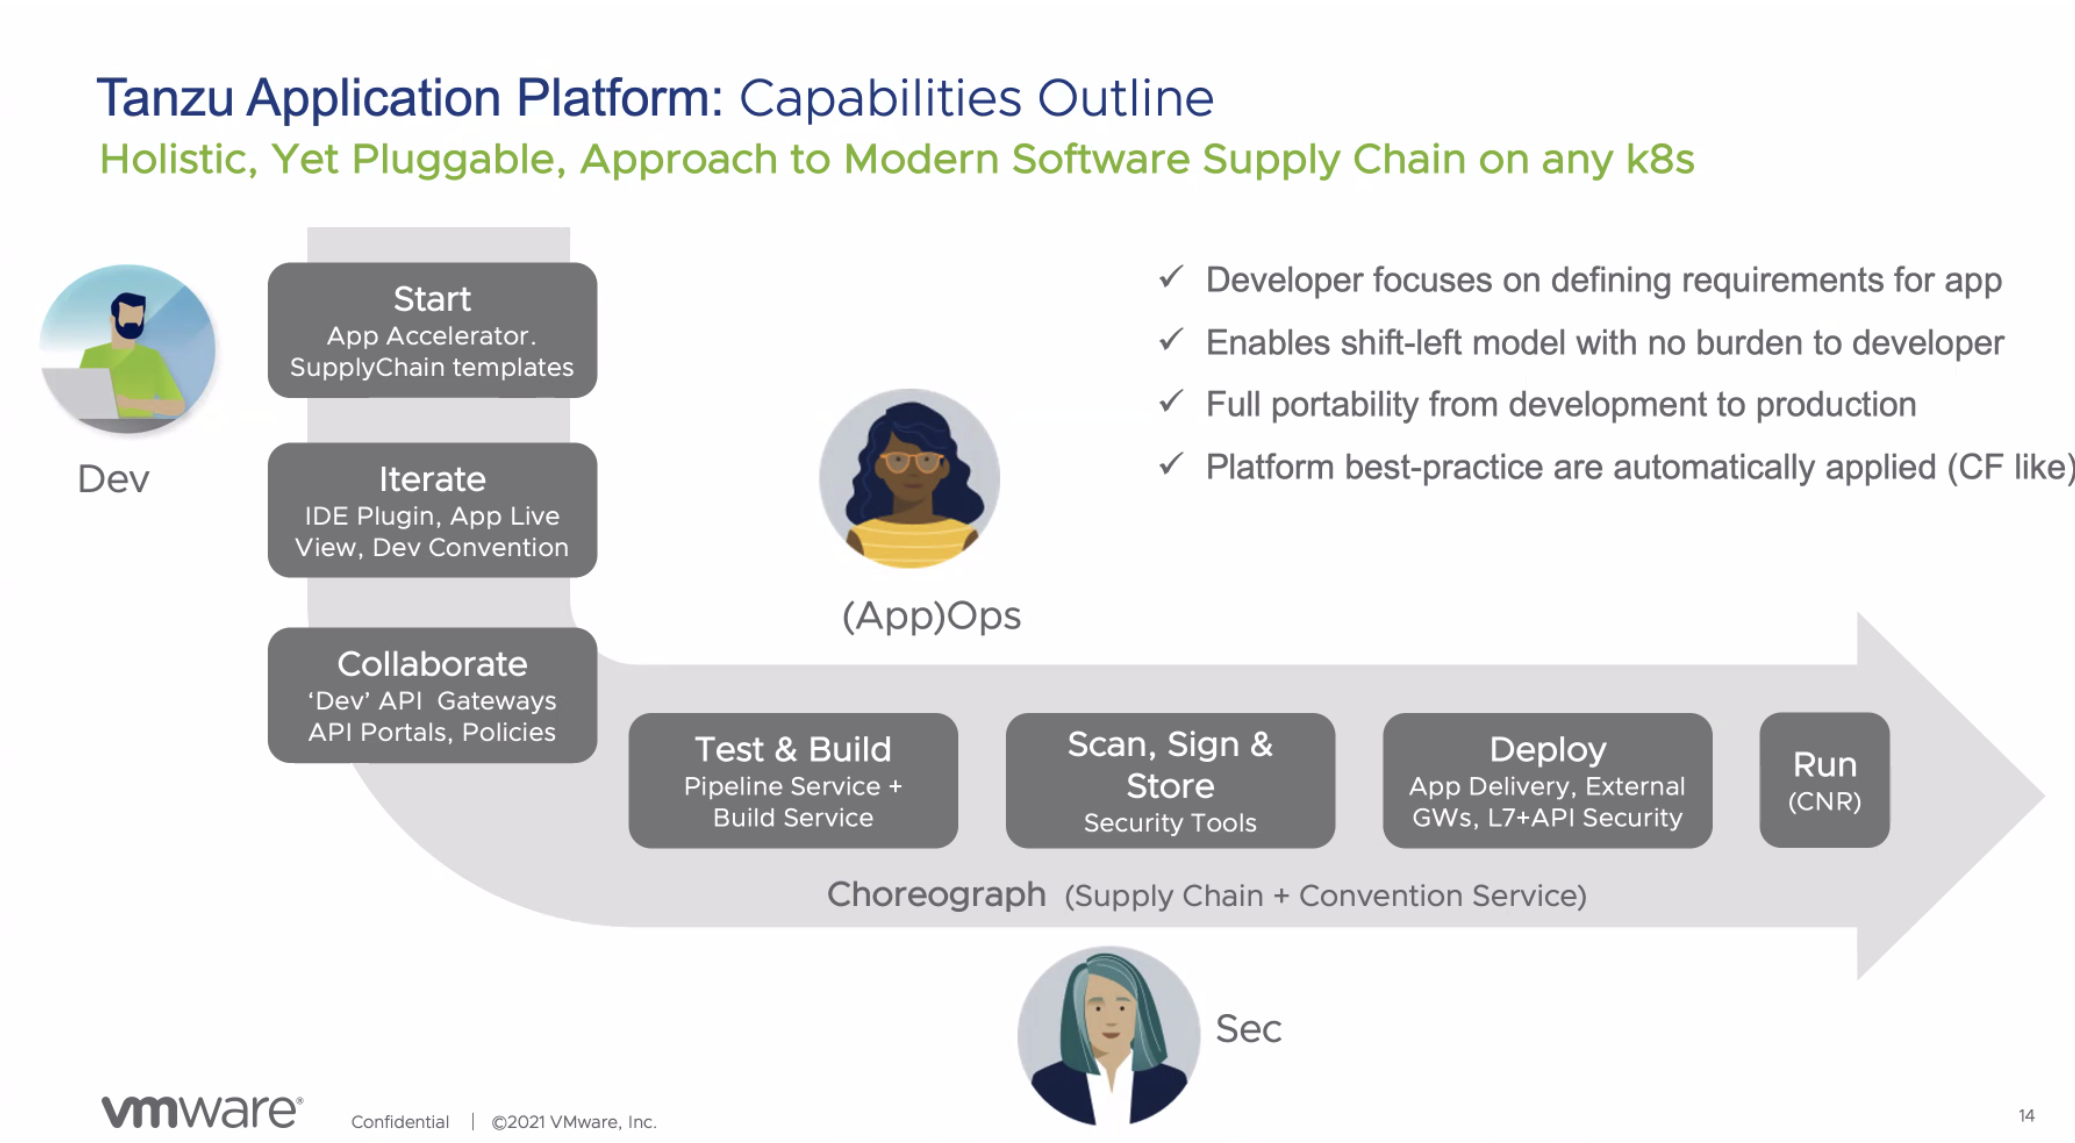 Tanzu Application Platform: Capabilities Outline
Holistic, Yet Pluggable, Approach to Modern Software Supply Chain on any k8s
Dev
Start
App Accelerator.
SupplyChain templates
Iterate
IDE Plugin, App Live
View, Dev Convention
Collaborate
‘Dev’ API Gateways
API Portals, Policies
(App)Ops
✓ Developer focuses on defining requirements for app
✓ Enables shift-left model with no burden to developer
✓ Full portability from development to production
✓ Platform best-practice are automatically applied (CF like)
Test & Build
Pipeline Service +
Build Service
Scan, Sign &
Store
Security Tools
Deploy
App Delivery, External
GWs, L7+API Security
Run
(CNR)
Choreograph (Supply Chain + Convention Service)
Sec
vmware®
Confidential | ©2021 VMware, Inc.
14